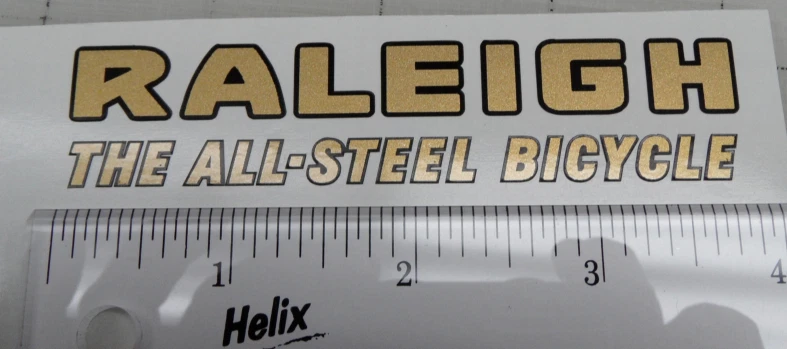 RALEIGH
THE ALL-STEEL BICYCLE
1 2 3 4
Helix